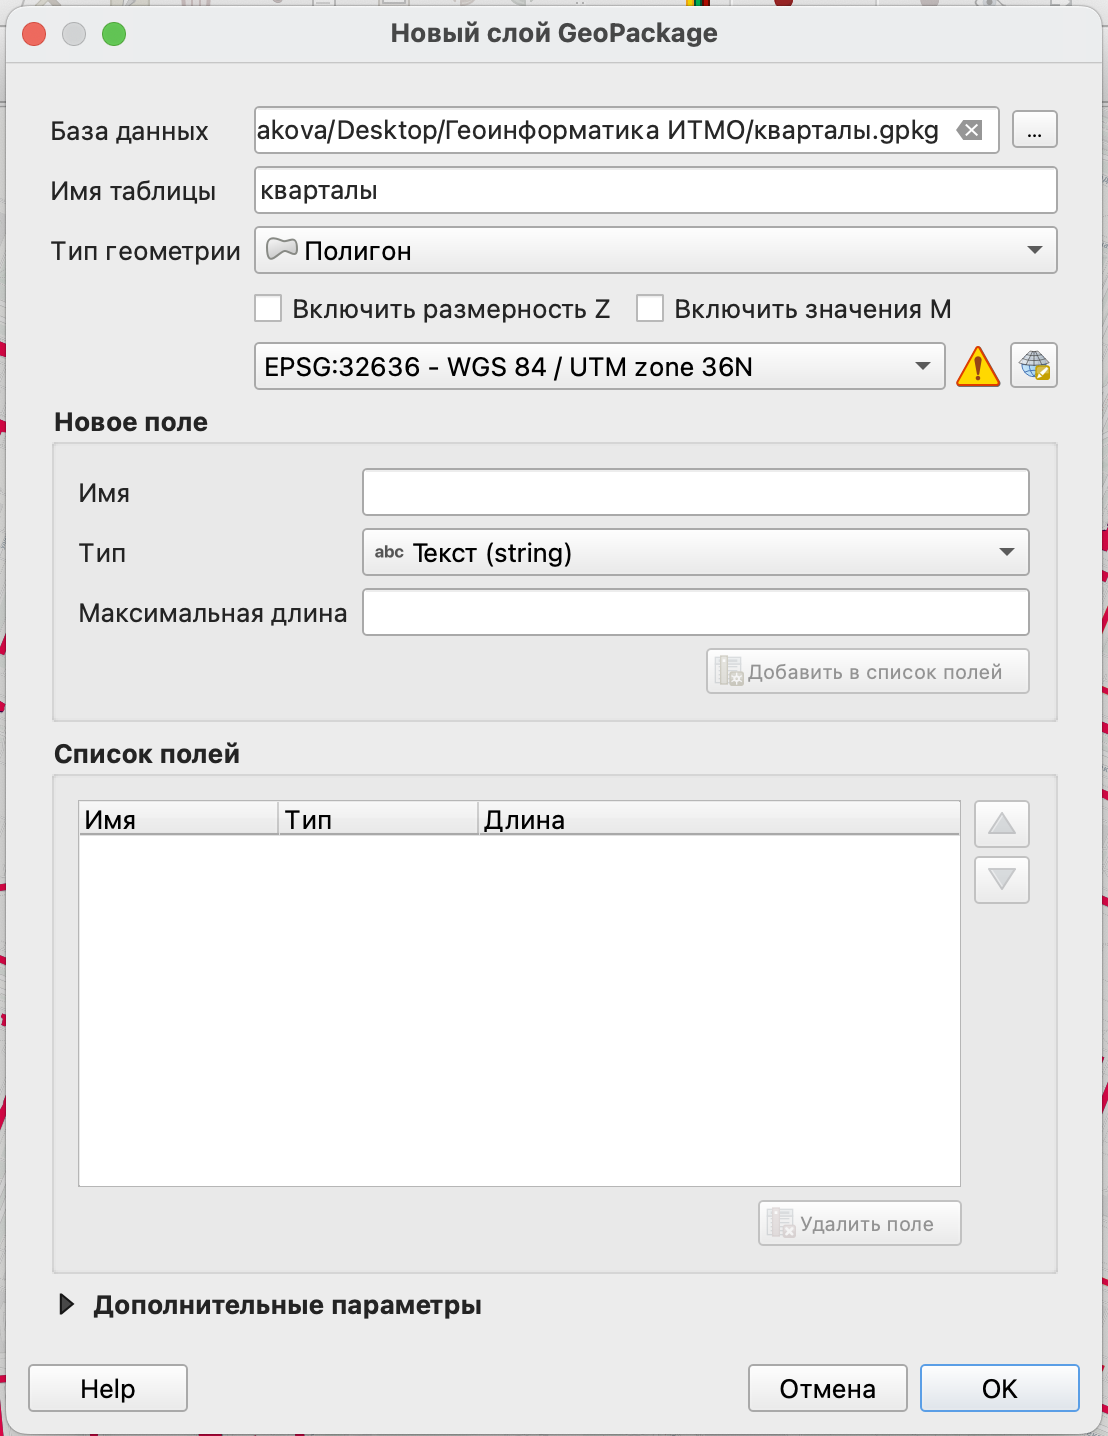 Новый слой GeoPackage
База данных akova/Desktop/Геоинформатика ИТМО/кварталы.gpkg ...
Имя таблицы кварталы
Тип геометрии Полигон
Включить размерность Z Включить значения M
EPSG:32636 - WGS 84 / UTM zone 36N
Новое поле
Имя
Тип abc Текст (string)
Максимальная длина
Добавить в список полей
Список полей
Имя Тип Длина
Удалить поле
Дополнительные параметры
Help Отмена OK